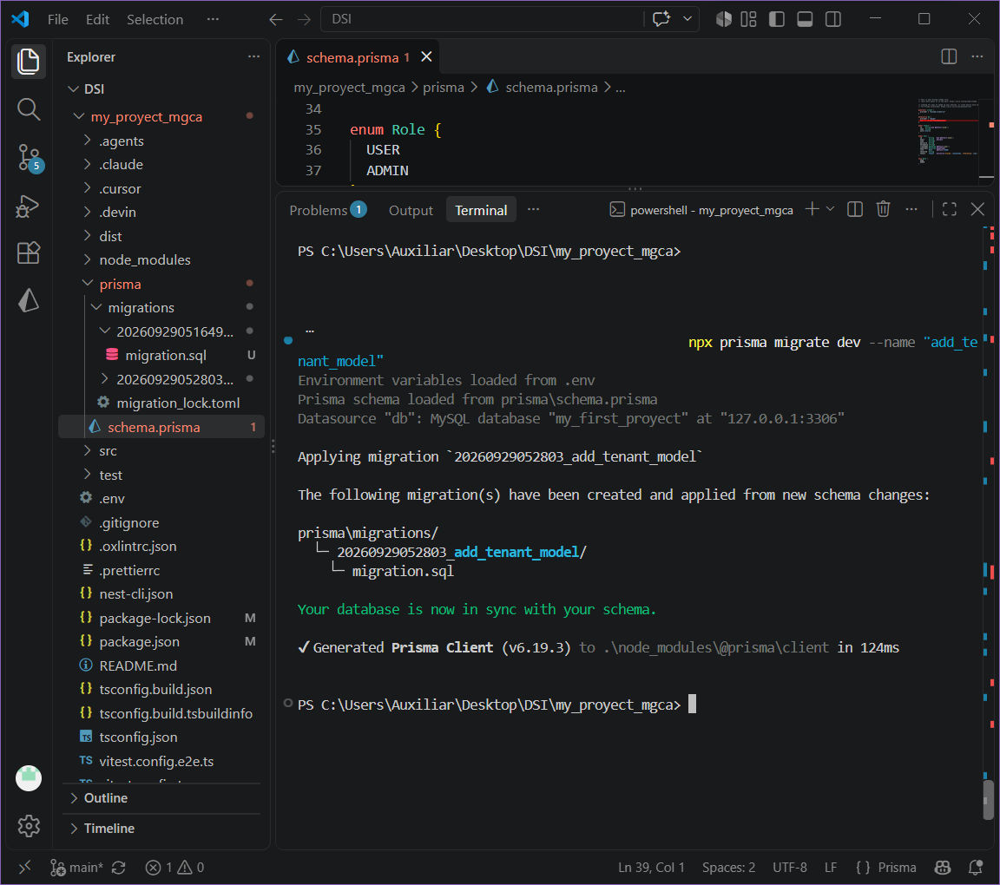 File Edit Selection ··· DSI
Explorer ···
DSI
my_proyect_mgca
.agents
.claude
.cursor
.devin
dist
node_modules
prisma
migrations
20260929051649...
migration.sql U
20260929052803...
migration_lock.toml
schema.prisma 1
src
test
.env
.gitignore
.oxlintrc.json
.prettierrc
nest-cli.json
package-lock.json M
package.json M
README.md
tsconfig.build.json
tsconfig.build.tsbuildinfo
tsconfig.json
vitest.config.e2e.ts
Outline
Timeline
5
schema.prisma 1
my_proyect_mgca > prisma > schema.prisma > ...
34
35 enum Role {
36 USER
37 ADMIN
Problems 1 Output Terminal ··· powershell - my_proyect_mgca
PS C:\Users\Auxiliar\Desktop\DSI\my_proyect_mgca>
…
npx prisma migrate dev --name "add_te
nant_model"
Environment variables loaded from .env
Prisma schema loaded from prisma\schema.prisma
Datasource "db": MySQL database "my_first_proyect" at "127.0.0.1:3306"
Applying migration `20260929052803_add_tenant_model`
The following migration(s) have been created and applied from new schema changes:
prisma\migrations/
└─ 20260929052803_add_tenant_model/
└─ migration.sql
Your database is now in sync with your schema.
✔ Generated Prisma Client (v6.19.3) to .\node_modules\@prisma\client in 124ms
PS C:\Users\Auxiliar\Desktop\DSI\my_proyect_mgca>
main* 1 0 Ln 39, Col 1 Spaces: 2 UTF-8 LF { } Prisma